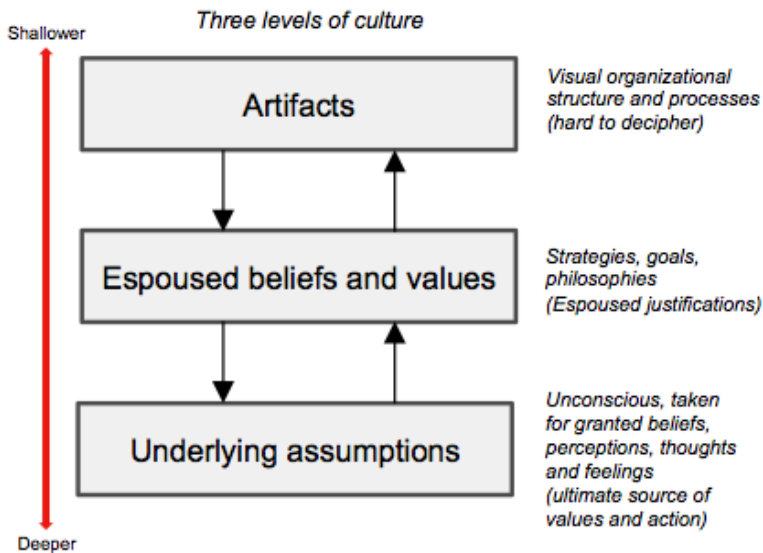 Three levels of culture
Shallower
Artifacts
Visual organizational
structure and processes
(hard to decipher)
Espoused beliefs and values
Strategies, goals,
philosophies
(Espoused justifications)
Underlying assumptions
Unconscious, taken
for granted beliefs,
perceptions, thoughts
and feelings
(ultimate source of
values and action)
Deeper